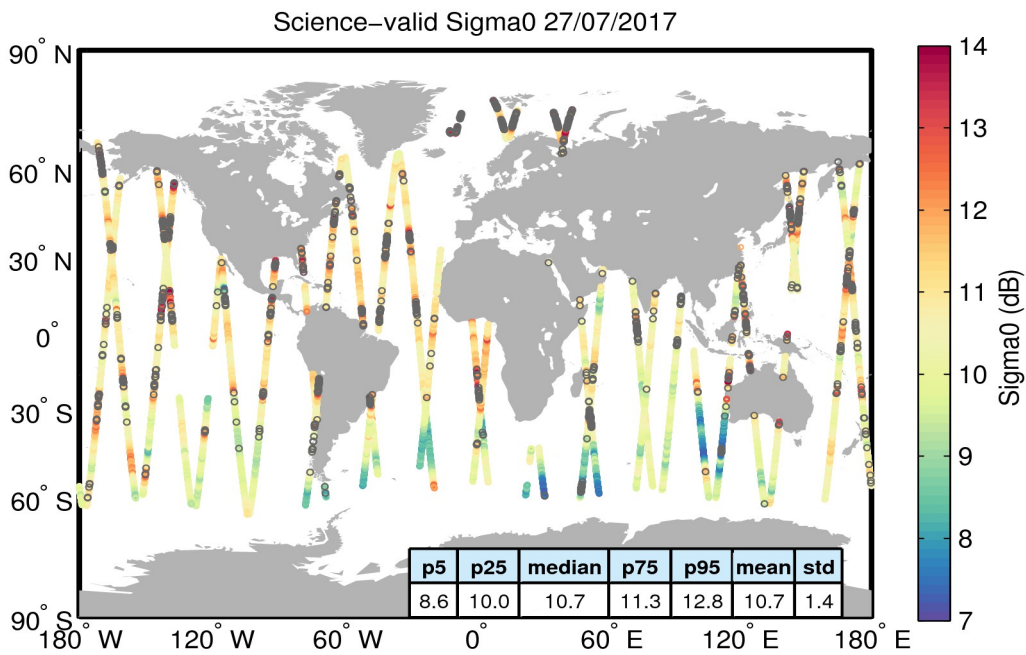 Science−valid Sigma0 27/07/2017
90° N
60° N
30° N
0°
30° S
60° S
90° S
180° W
120° W
60° W
0°
60° E
120° E
180° E
p5 p25 median p75 p95 mean std
8.6 10.0 10.7 11.3 12.8 10.7 1.4
14
13
12
11
10
9
8
7
Sigma0 (dB)